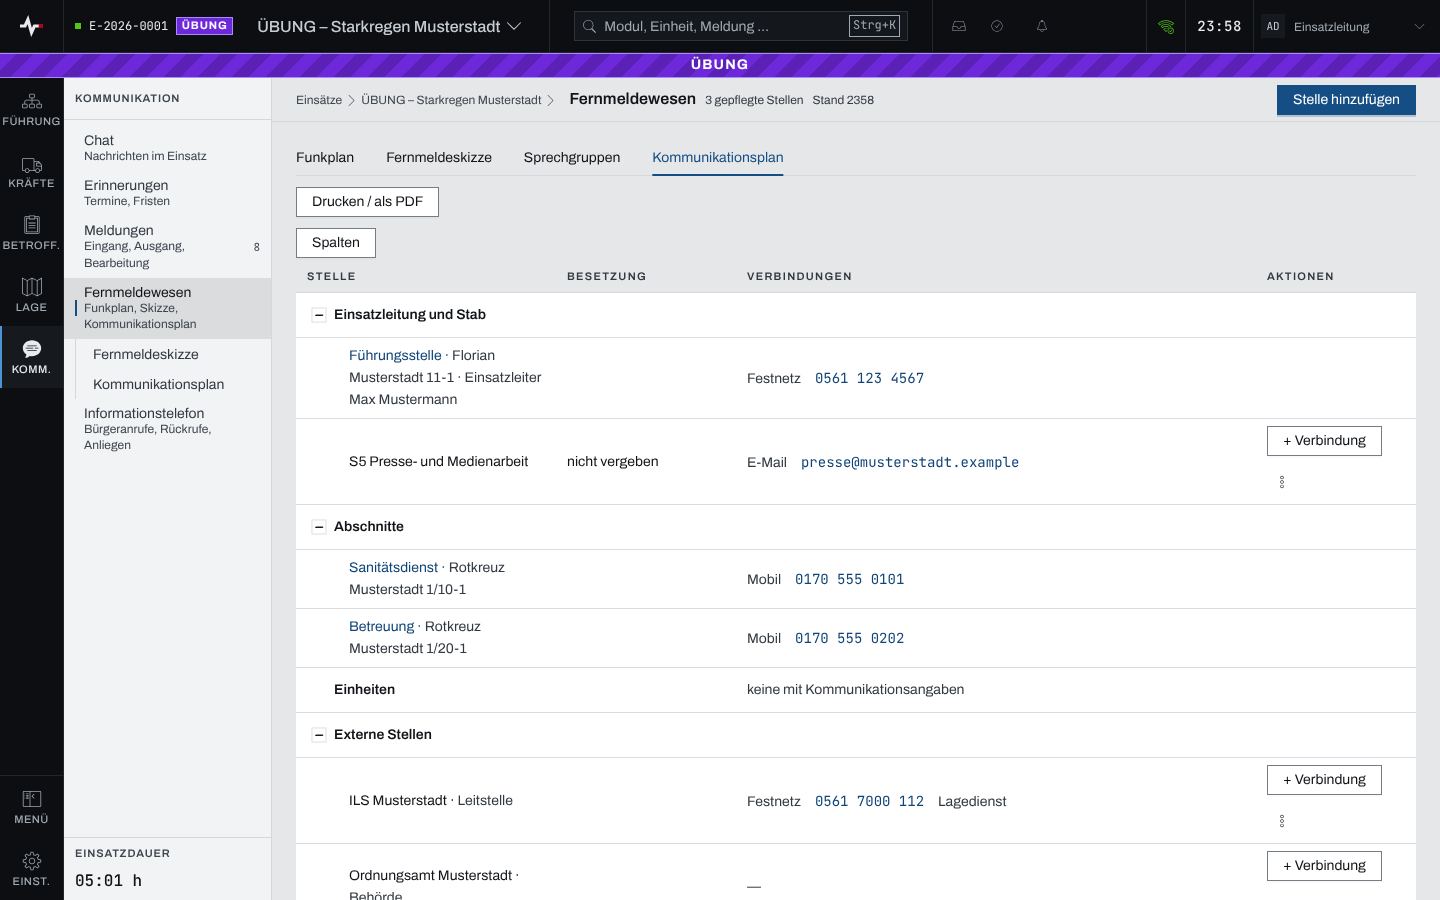 E-2026-0001 ÜBUNG ÜBUNG – Starkregen Musterstadt Modul, Einheit, Meldung ... Strg+K 23:58 AD Einsatzleitung
ÜBUNG
FÜHRUNG
KRÄFTE
BETROFF.
LAGE
KOMM.
MENÜ
EINST.
KOMMUNIKATION
Chat
Nachrichten im Einsatz
Erinnerungen
Termine, Fristen
Meldungen
Eingang, Ausgang, 8
Bearbeitung
Fernmeldewesen
Funkplan, Skizze,
Kommunikationsplan
Fernmeldeskizze
Kommunikationsplan
Informationstelefon
Bürgeranrufe, Rückrufe,
Anliegen
EINSATZDAUER
05:01 h
Einsätze ÜBUNG – Starkregen Musterstadt Fernmeldewesen 3 gepflegte Stellen Stand 2358 Stelle hinzufügen
Funkplan Fernmeldeskizze Sprechgruppen Kommunikationsplan
Drucken / als PDF
Spalten
STELLE BESETZUNG VERBINDUNGEN AKTIONEN
Einsatzleitung und Stab
Führungsstelle · Florian
Musterstadt 11-1 · Einsatzleiter
Max Mustermann
Festnetz 0561 123 4567
S5 Presse- und Medienarbeit nicht vergeben E-Mail presse@musterstadt.example + Verbindung
Abschnitte
Sanitätsdienst · Rotkreuz
Musterstadt 1/10-1
Mobil 0170 555 0101
Betreuung · Rotkreuz
Musterstadt 1/20-1
Mobil 0170 555 0202
Einheiten keine mit Kommunikationsangaben
Externe Stellen
ILS Musterstadt · Leitstelle Festnetz 0561 7000 112 Lagedienst + Verbindung
Ordnungsamt Musterstadt ·
Behörde
— + Verbindung